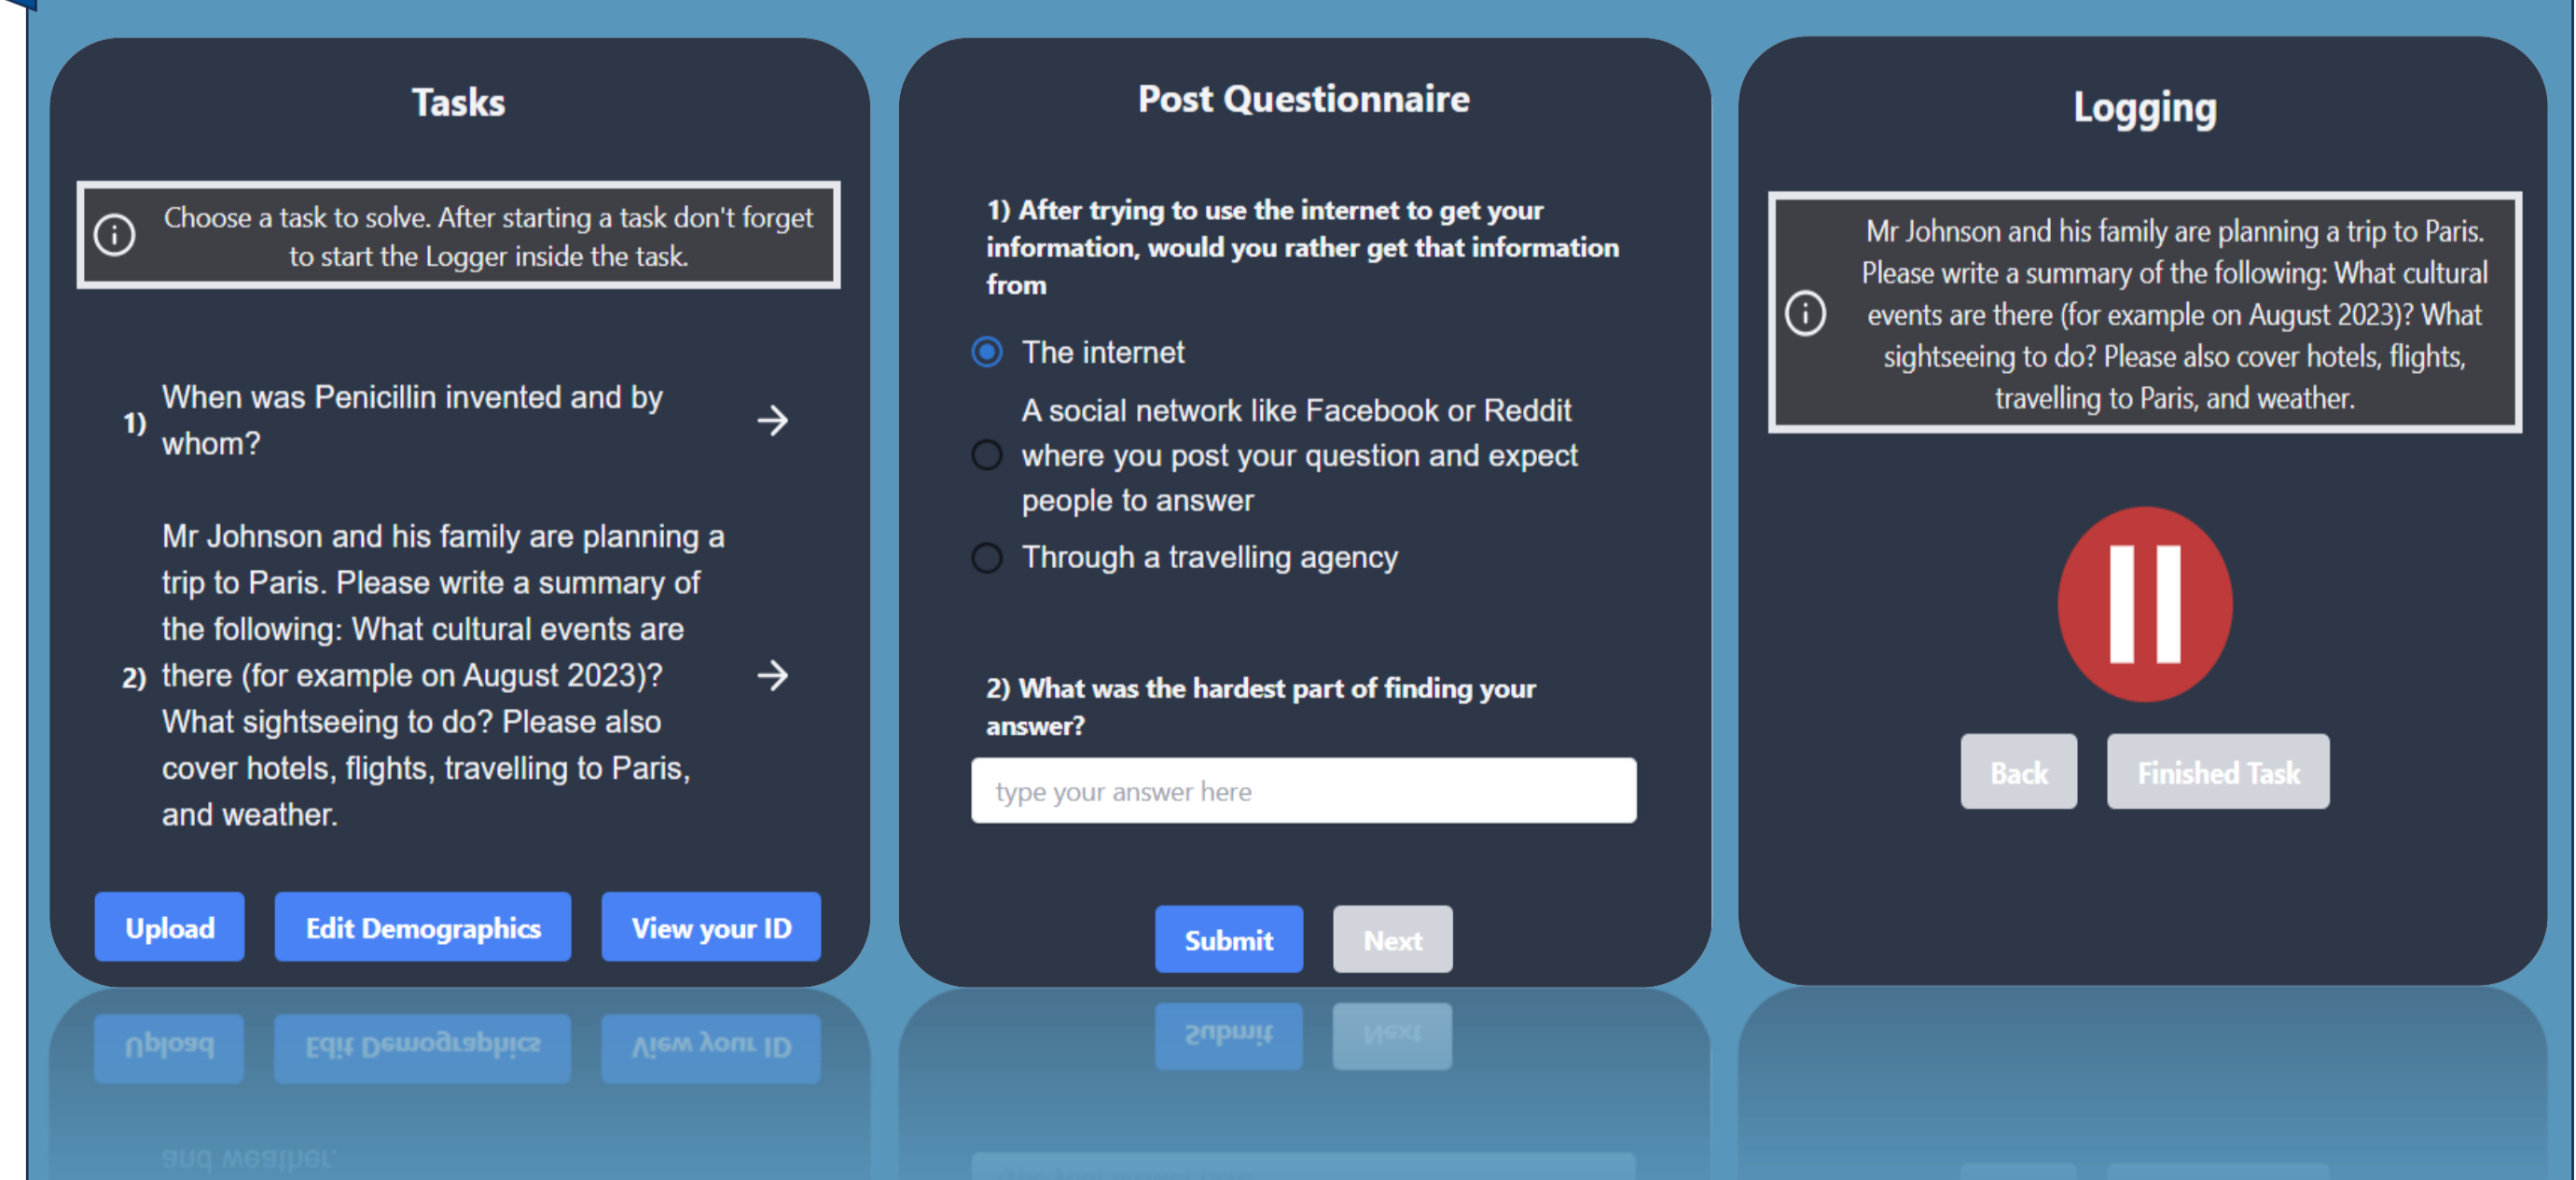 Tasks
Choose a task to solve. After starting a task don't forget
to start the Logger inside the task.
1)
When was Penicillin invented and by
whom?
2)
Mr Johnson and his family are planning a
trip to Paris. Please write a summary of
the following: What cultural events are
there (for example on August 2023)?
What sightseeing to do? Please also
cover hotels, flights, travelling to Paris,
and weather.
Upload
Edit Demographics
View your ID
Post Questionnaire
1) After trying to use the internet to get your
information, would you rather get that information
from
The internet
A social network like Facebook or Reddit
where you post your question and expect
people to answer
Through a travelling agency
2) What was the hardest part of finding your
answer?
type your answer here
Submit
Next
Logging
Mr Johnson and his family are planning a trip to Paris.
Please write a summary of the following: What cultural
events are there (for example on August 2023)? What
sightseeing to do? Please also cover hotels, flights,
travelling to Paris, and weather.
Back
Finished Task